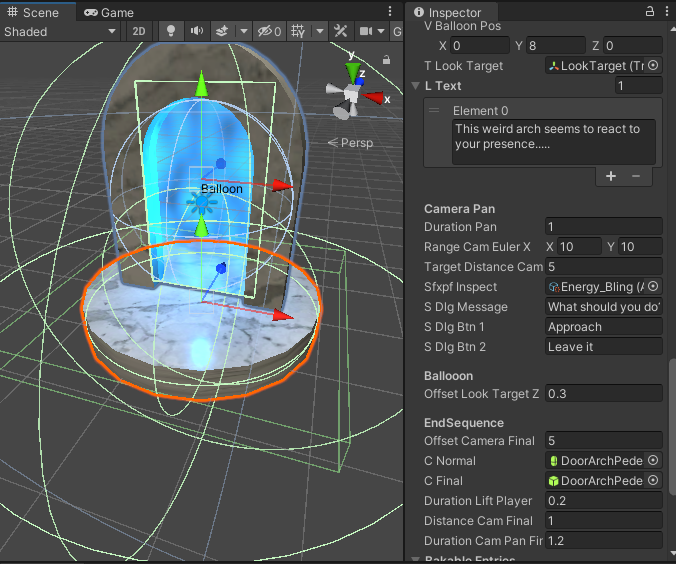 Scene Game
Inspector
Shaded 2D 0 G
V Balloon Pos
X 0 Y 8 Z 0
T Look Target LookTarget (Tr
L Text 1
Element 0
This weird arch seems to react to
your presence.....
+ −
y
z
x
< Persp
Balloon
Camera Pan
Duration Pan 1
Range Cam Euler X X 10 Y 10
Target Distance Cam 5
Sfxpf Inspect Energy_Bling (A
S Dlg Message What should you do?
S Dlg Btn 1 Approach
S Dlg Btn 2 Leave it
Ballooon
Offset Look Target Z 0.3
EndSequence
Offset Camera Final 5
C Normal DoorArchPede
C Final DoorArchPede
Duration Lift Player 0.2
Distance Cam Final 1
Duration Cam Pan Fir 1.2
Bakable Entries